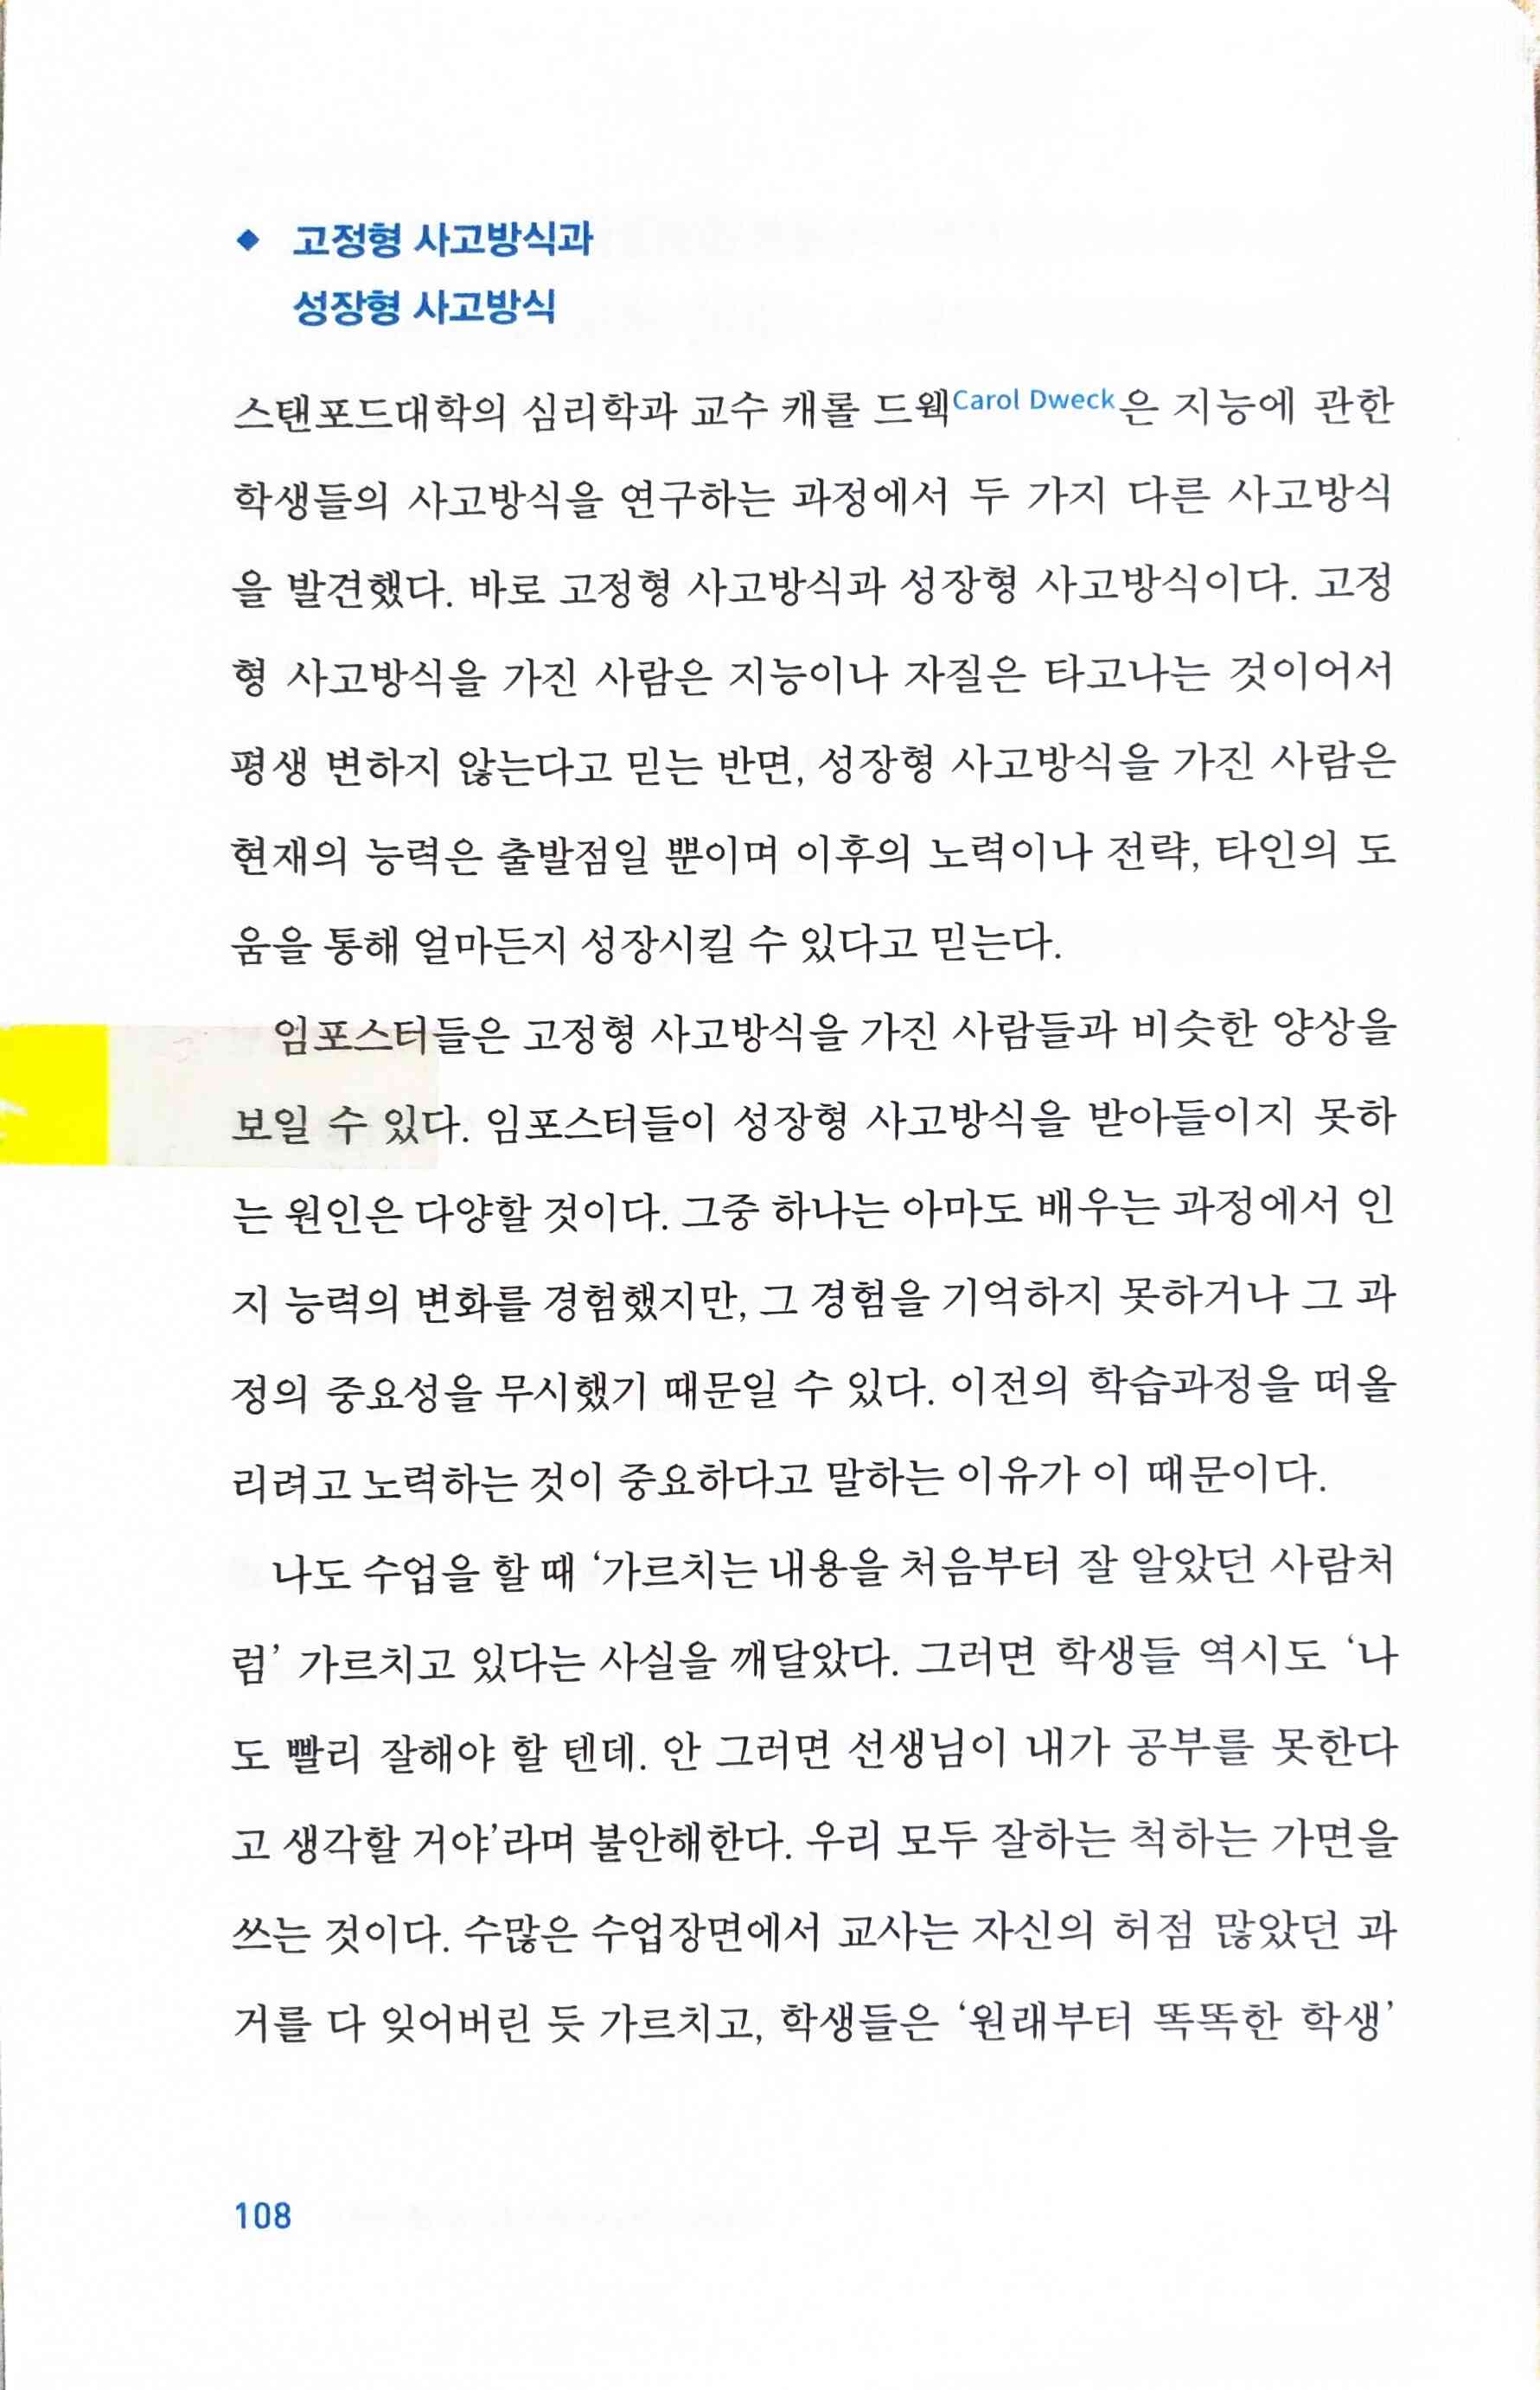 ◆ 고정형 사고방식과
성장형 사고방식
스탠포드대학의 심리학과 교수 캐롤 드웩Carol Dweck은 지능에 관한
학생들의 사고방식을 연구하는 과정에서 두 가지 다른 사고방식
을 발견했다. 바로 고정형 사고방식과 성장형 사고방식이다. 고정
형 사고방식을 가진 사람은 지능이나 자질은 타고나는 것이어서
평생 변하지 않는다고 믿는 반면, 성장형 사고방식을 가진 사람은
현재의 능력은 출발점일 뿐이며 이후의 노력이나 전략, 타인의 도
움을 통해 얼마든지 성장시킬 수 있다고 믿는다.
임포스터들은 고정형 사고방식을 가진 사람들과 비슷한 양상을
보일 수 있다. 임포스터들이 성장형 사고방식을 받아들이지 못하
는 원인은 다양할 것이다. 그중 하나는 아마도 배우는 과정에서 인
지 능력의 변화를 경험했지만, 그 경험을 기억하지 못하거나 그 과
정의 중요성을 무시했기 때문일 수 있다. 이전의 학습과정을 떠올
리려고 노력하는 것이 중요하다고 말하는 이유가 이 때문이다.
나도 수업을 할 때 ‘가르치는 내용을 처음부터 잘 알았던 사람처
럼’ 가르치고 있다는 사실을 깨달았다. 그러면 학생들 역시도 ‘나
도 빨리 잘해야 할 텐데. 안 그러면 선생님이 내가 공부를 못한다
고 생각할 거야’라며 불안해한다. 우리 모두 잘하는 척하는 가면을
쓰는 것이다. 수많은 수업장면에서 교사는 자신의 허점 많았던 과
거를 다 잊어버린 듯 가르치고, 학생들은 ‘원래부터 똑똑한 학생’
108